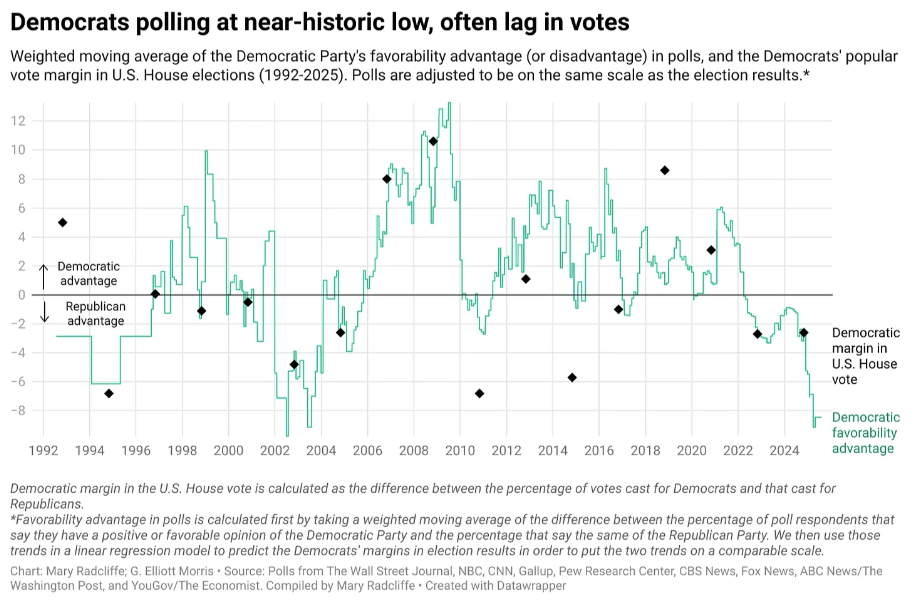 Democrats polling at near-historic low, often lag in votes
Weighted moving average of the Democratic Party's favorability advantage (or disadvantage) in polls, and the Democrats' popular
vote margin in U.S. House elections (1992-2025). Polls are adjusted to be on the same scale as the election results.*
12
10
8
6
4
2
0
−2
−4
−6
−8
Democratic
advantage
Republican
advantage
Democratic
margin in
U.S. House
vote
Democratic
favorability
advantage
1992 1994 1996 1998 2000 2002 2004 2006 2008 2010 2012 2014 2016 2018 2020 2022 2024
Democratic margin in the U.S. House vote is calculated as the difference between the percentage of votes cast for Democrats and that cast for
Republicans.
*Favorability advantage in polls is calculated first by taking a weighted moving average of the difference between the percentage of poll respondents that
say they have a positive or favorable opinion of the Democratic Party and the percentage that say the same of the Republican Party. We then use those
trends in a linear regression model to predict the Democrats' margins in election results in order to put the two trends on a comparable scale.
Chart: Mary Radcliffe; G. Elliott Morris • Source: Polls from The Wall Street Journal, NBC, CNN, Gallup, Pew Research Center, CBS News, Fox News, ABC News/The
Washington Post, and YouGov/The Economist. Compiled by Mary Radcliffe • Created with Datawrapper